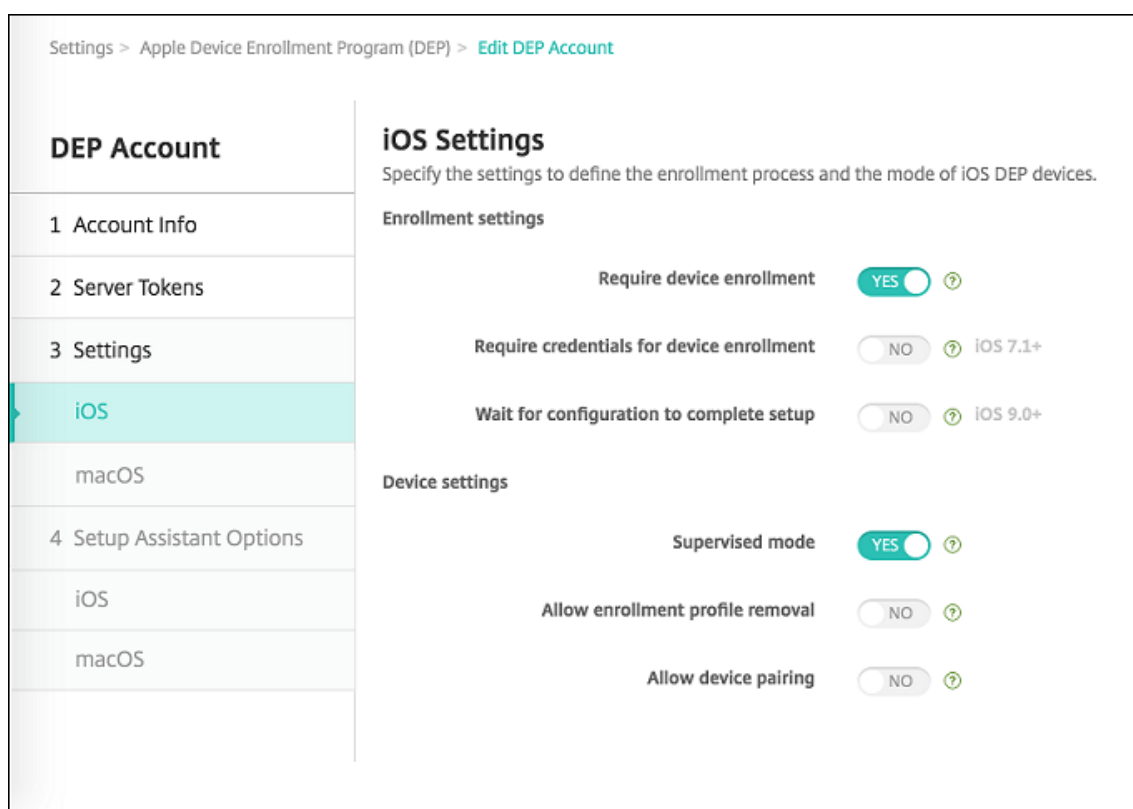 Settings > Apple Device Enrollment Program (DEP) > Edit DEP Account
DEP Account
1 Account Info
2 Server Tokens
3 Settings
iOS
macOS
4 Setup Assistant Options
iOS
macOS
iOS Settings
Specify the settings to define the enrollment process and the mode of iOS DEP devices.
Enrollment settings
Require device enrollment YES ?
Require credentials for device enrollment NO ? iOS 7.1+
Wait for configuration to complete setup NO ? iOS 9.0+
Device settings
Supervised mode YES ?
Allow enrollment profile removal NO ?
Allow device pairing NO ?